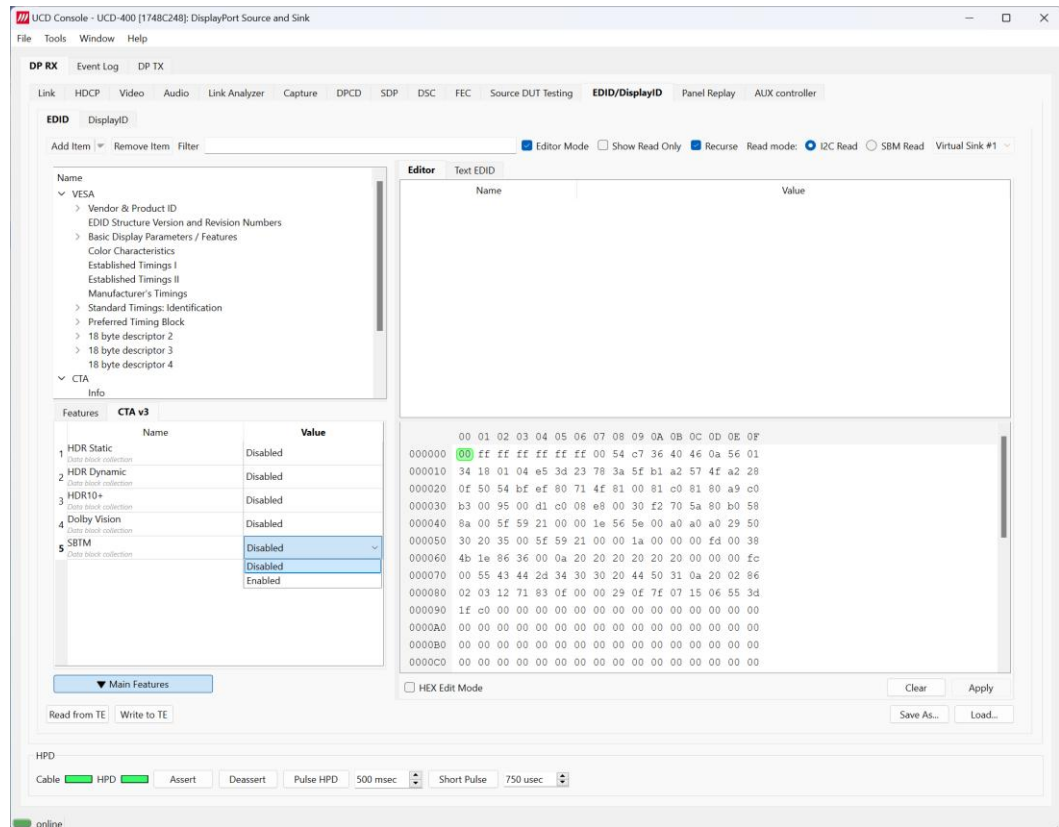 UCD Console - UCD-400 [1748C248]: DisplayPort Source and Sink
File Tools Window Help
DP RX Event Log DP TX
Link HDCP Video Audio Link Analyzer Capture DPCD SDP DSC FEC Source DUT Testing EDID/DisplayID Panel Replay AUX controller
EDID DisplayID
Add Item Remove Item Filter Editor Mode Show Read Only Recurse Read mode: I2C Read SBM Read Virtual Sink #1
Name
VESA
Vendor & Product ID
EDID Structure Version and Revision Numbers
Basic Display Parameters / Features
Color Characteristics
Established Timings I
Established Timings II
Manufacturer's Timings
Standard Timings: Identification
Preferred Timing Block
18 byte descriptor 2
18 byte descriptor 3
18 byte descriptor 4
CTA
Info
Editor Text EDID
Name Value
Features CTA v3
Name Value
1 HDR Static Disabled
Data block collection
2 HDR Dynamic Disabled
Data block collection
3 HDR10+ Disabled
Data block collection
4 Dolby Vision Disabled
Data block collection
5 SBTM Disabled
Data block collection
Disabled
Enabled
00 01 02 03 04 05 06 07 08 09 0A 0B 0C 0D 0E 0F
000000 00 ff ff ff ff ff ff 00 54 c7 36 40 46 0a 56 01
000010 34 18 01 04 e5 3d 23 78 3a 5f b1 a2 57 4f a2 28
000020 0f 50 54 bf ef 80 71 4f 81 00 81 c0 81 80 a9 c0
000030 b3 00 95 00 d1 c0 08 e8 00 30 f2 70 5a 80 b0 58
000040 8a 00 5f 59 21 00 00 1e 56 5e 00 a0 a0 a0 29 50
000050 30 20 35 00 5f 59 21 00 00 1a 00 00 00 fd 00 38
000060 4b 1e 86 36 00 0a 20 20 20 20 20 20 00 00 00 fc
000070 00 55 43 44 2d 34 30 30 20 44 50 31 0a 20 02 86
000080 02 03 12 71 83 0f 00 00 29 0f 7f 07 15 06 55 3d
000090 1f c0 00 00 00 00 00 00 00 00 00 00 00 00 00 00
0000A0 00 00 00 00 00 00 00 00 00 00 00 00 00 00 00 00
0000B0 00 00 00 00 00 00 00 00 00 00 00 00 00 00 00 00
0000C0 00 00 00 00 00 00 00 00 00 00 00 00 00 00 00 00
▼ Main Features
HEX Edit Mode Clear Apply
Read from TE Write to TE Save As... Load...
HPD
Cable HPD Assert Deassert Pulse HPD 500 msec Short Pulse 750 usec
online